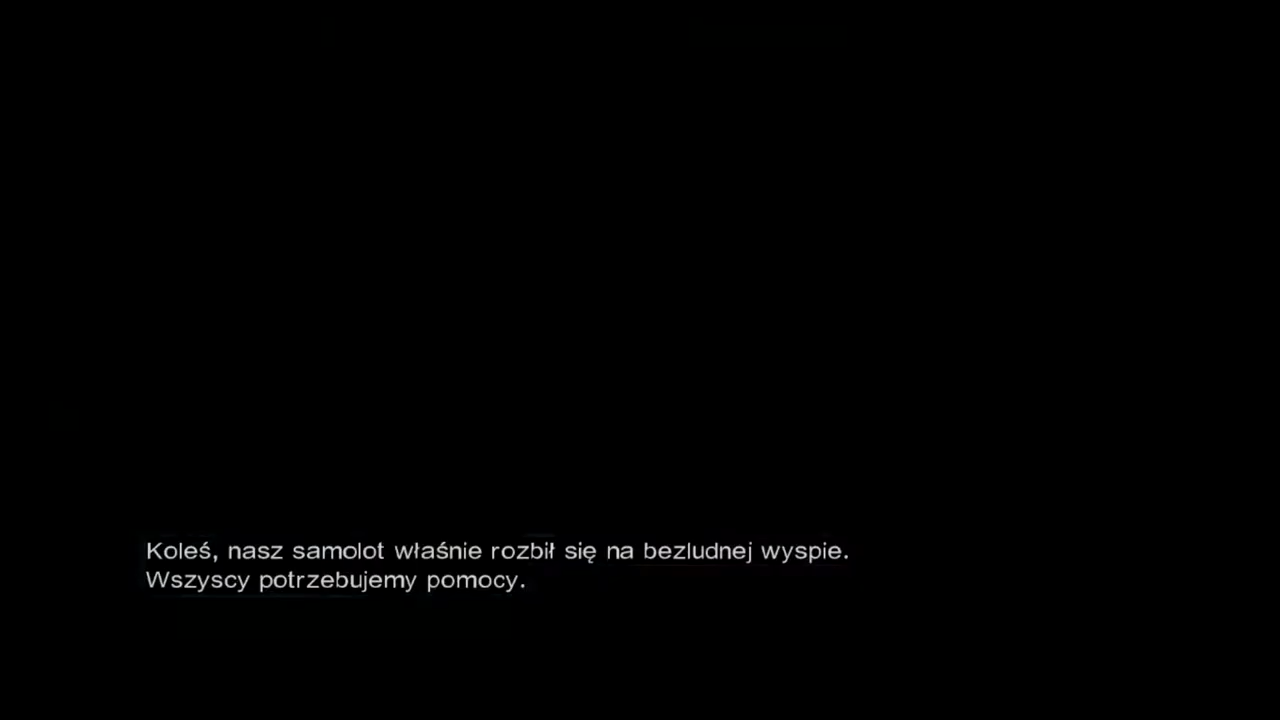 Koleś, nasz samolot właśnie rozbił się na bezludnej wyspie.
Wszyscy potrzebujemy pomocy.